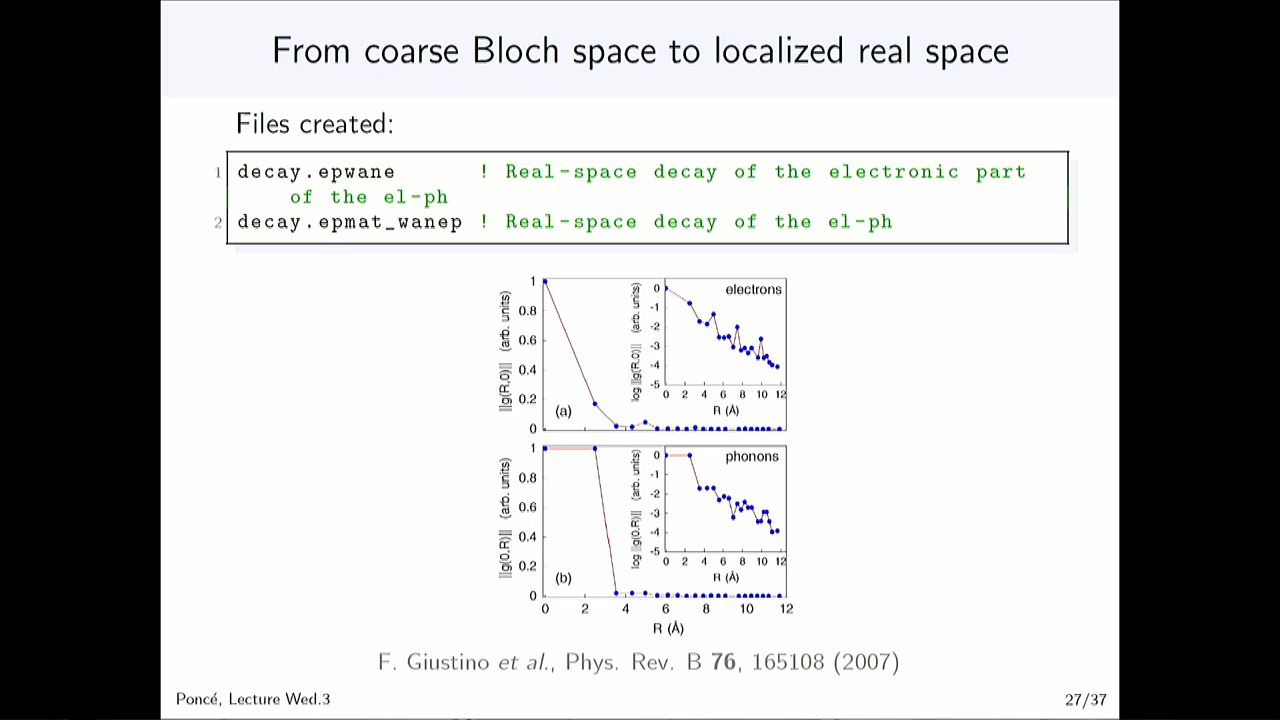 From coarse Bloch space to localized real space
Files created:
1 decay.epwane ! Real-space decay of the electronic part
of the el-ph
2 decay.epmat_wanep ! Real-space decay of the el-ph
||g(R,0)|| (arb. units)
1
0.8
0.6
0.4
0.2
0
(a)
log ||g(R,0)|| (arb. units)
electrons
0
-1
-2
-3
-4
-5
0 2 4 6 8 10 12
R (Å)
||g(0,R)|| (arb. units)
1
0.8
0.6
0.4
0.2
0
(b)
log ||g(0,R)|| (arb. units)
phonons
0
-1
-2
-3
-4
-5
0 2 4 6 8 10 12
R (Å)
0 2 4 6 8 10 12
R (Å)
F. Giustino et al., Phys. Rev. B 76, 165108 (2007)
Poncé, Lecture Wed.3
27/37